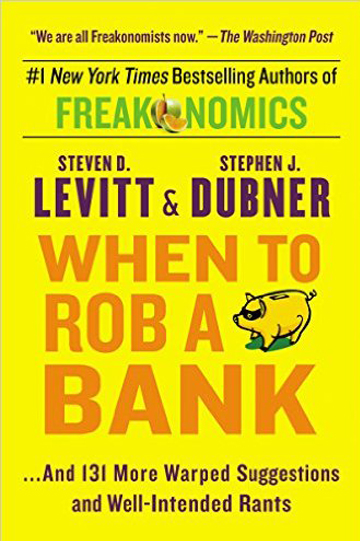 "We are all Freakonomists now." —The Washington Post
#1 New York Times Bestselling Authors of
FREAKONOMICS
STEVEN D. STEPHEN J.
LEVITT & DUBNER
WHEN TO
ROB A
BANK
...And 131 More Warped Suggestions
and Well-Intended Rants